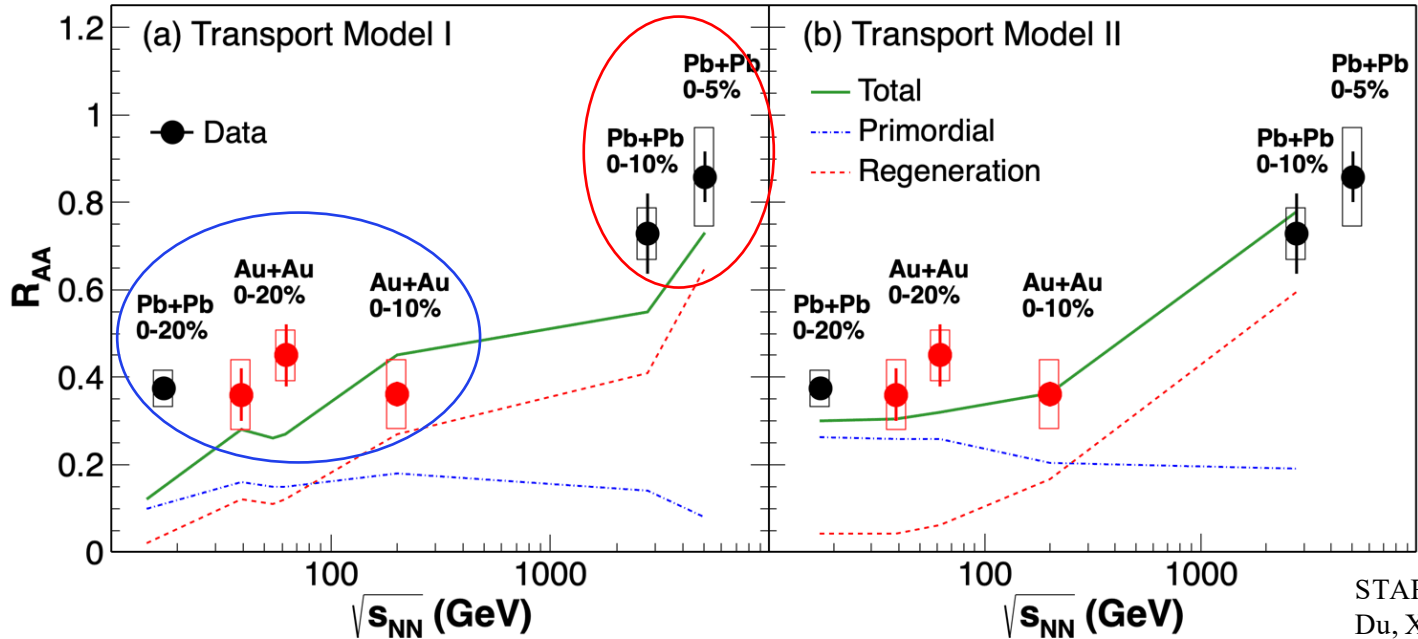 (a) Transport Model I
Data
Pb+Pb
0-20%
Au+Au
0-20%
Au+Au
0-10%
Pb+Pb
0-10%
Pb+Pb
0-5%
R_AA
0
0.2
0.4
0.6
0.8
1
1.2
100
1000
√s_NN (GeV)
(b) Transport Model II
Total
Primordial
Regeneration
Pb+Pb
0-20%
Au+Au
0-20%
Au+Au
0-10%
Pb+Pb
0-10%
Pb+Pb
0-5%
100
1000
√s_NN (GeV)
Du, X